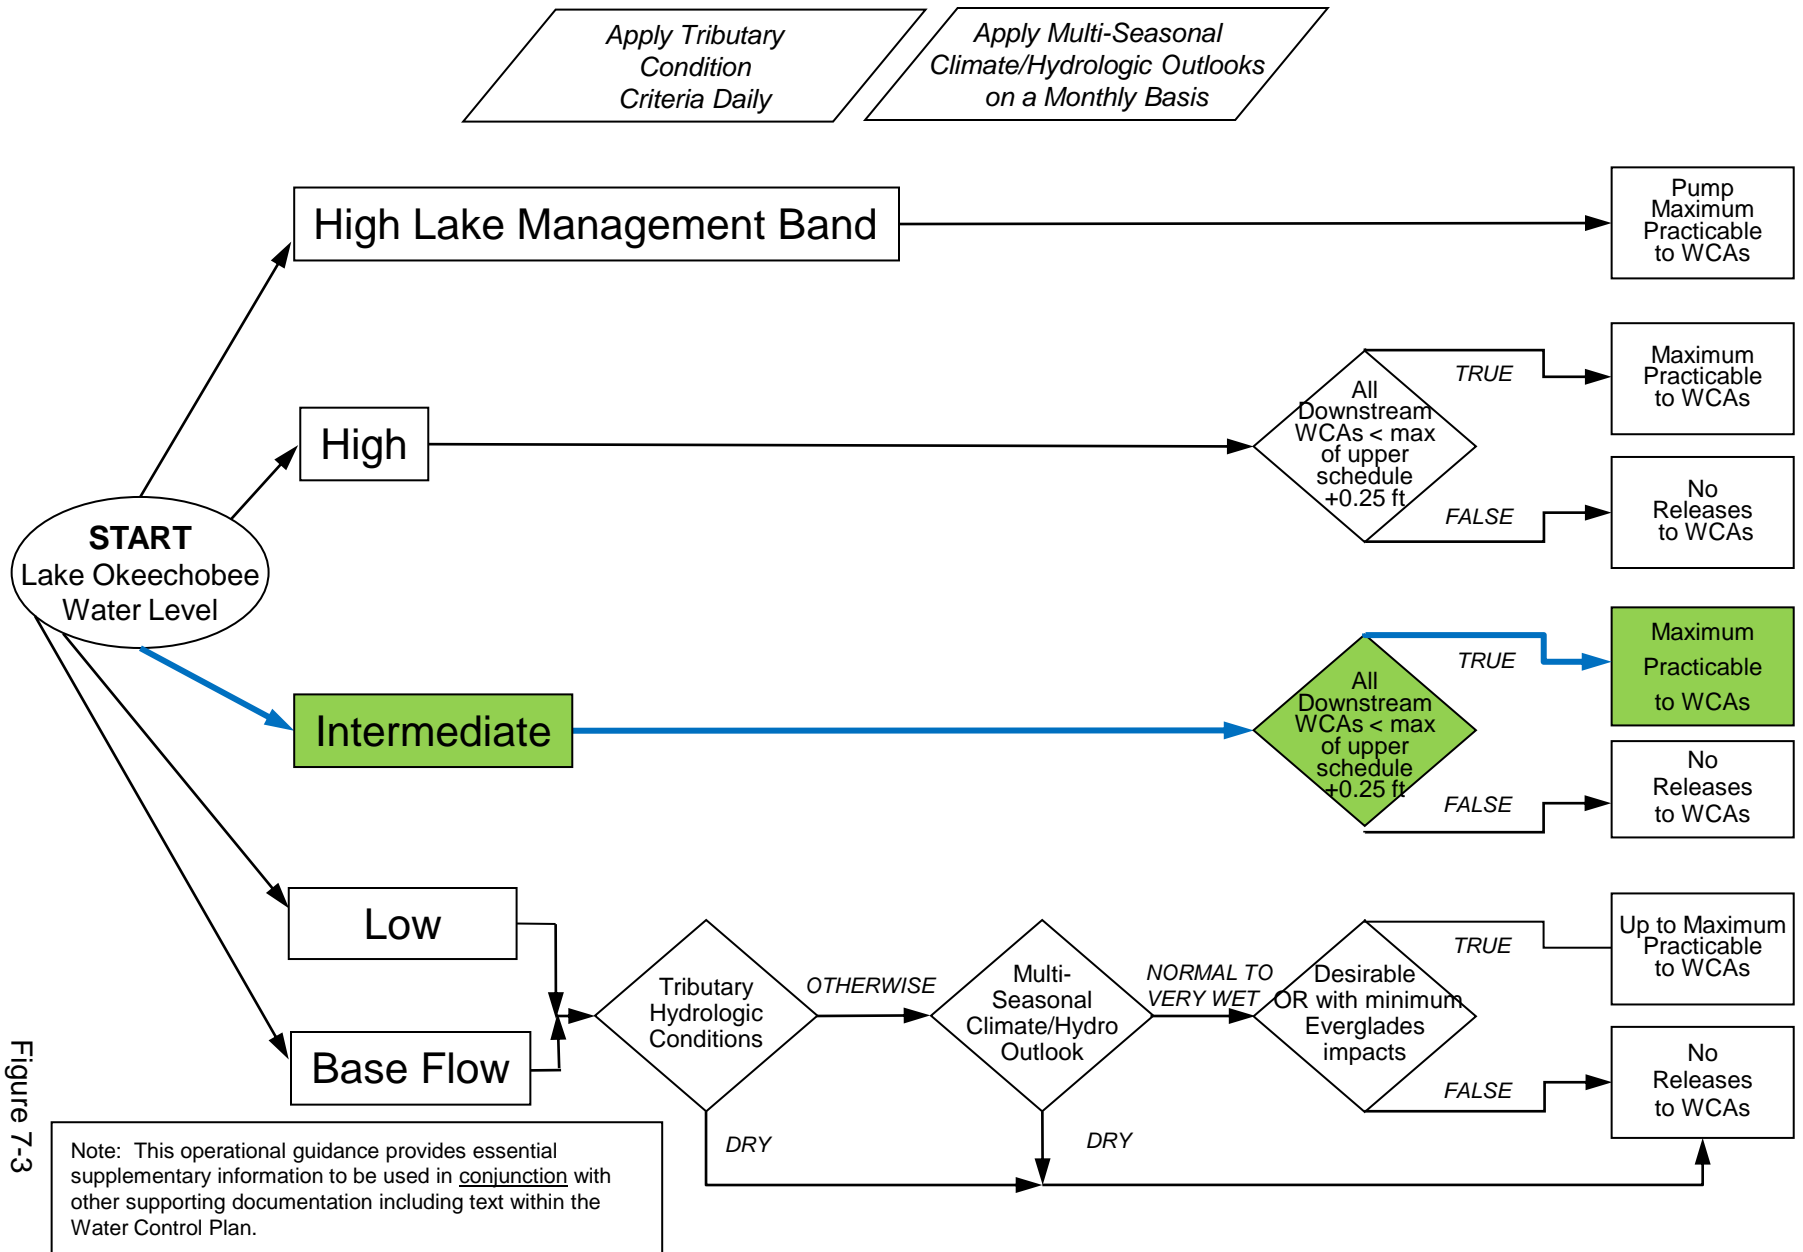 Apply Tributary
Condition
Criteria Daily
Apply Multi-Seasonal
Climate/Hydrologic Outlooks
on a Monthly Basis
High Lake Management Band
Pump
Maximum
Practicable
to WCAs
High
All
Downstream
WCAs < max
of upper
schedule
+0.25 ft
TRUE
Maximum
Practicable
to WCAs
FALSE
No
Releases
to WCAs
START
Lake Okeechobee
Water Level
Intermediate
All
Downstream
WCAs < max
of upper
schedule
+0.25 ft
TRUE
Maximum
Practicable
to WCAs
FALSE
No
Releases
to WCAs
Low
Base Flow
Tributary
Hydrologic
Conditions
OTHERWISE
Multi-
Seasonal
Climate/Hydro
Outlook
NORMAL TO
VERY WET
Desirable
OR with minimum
Everglades
impacts
TRUE
Up to Maximum
Practicable
to WCAs
FALSE
No
Releases
to WCAs
DRY
DRY
Figure 7-3
Note: This operational guidance provides essential
supplementary information to be used in conjunction with
other supporting documentation including text within the
Water Control Plan.